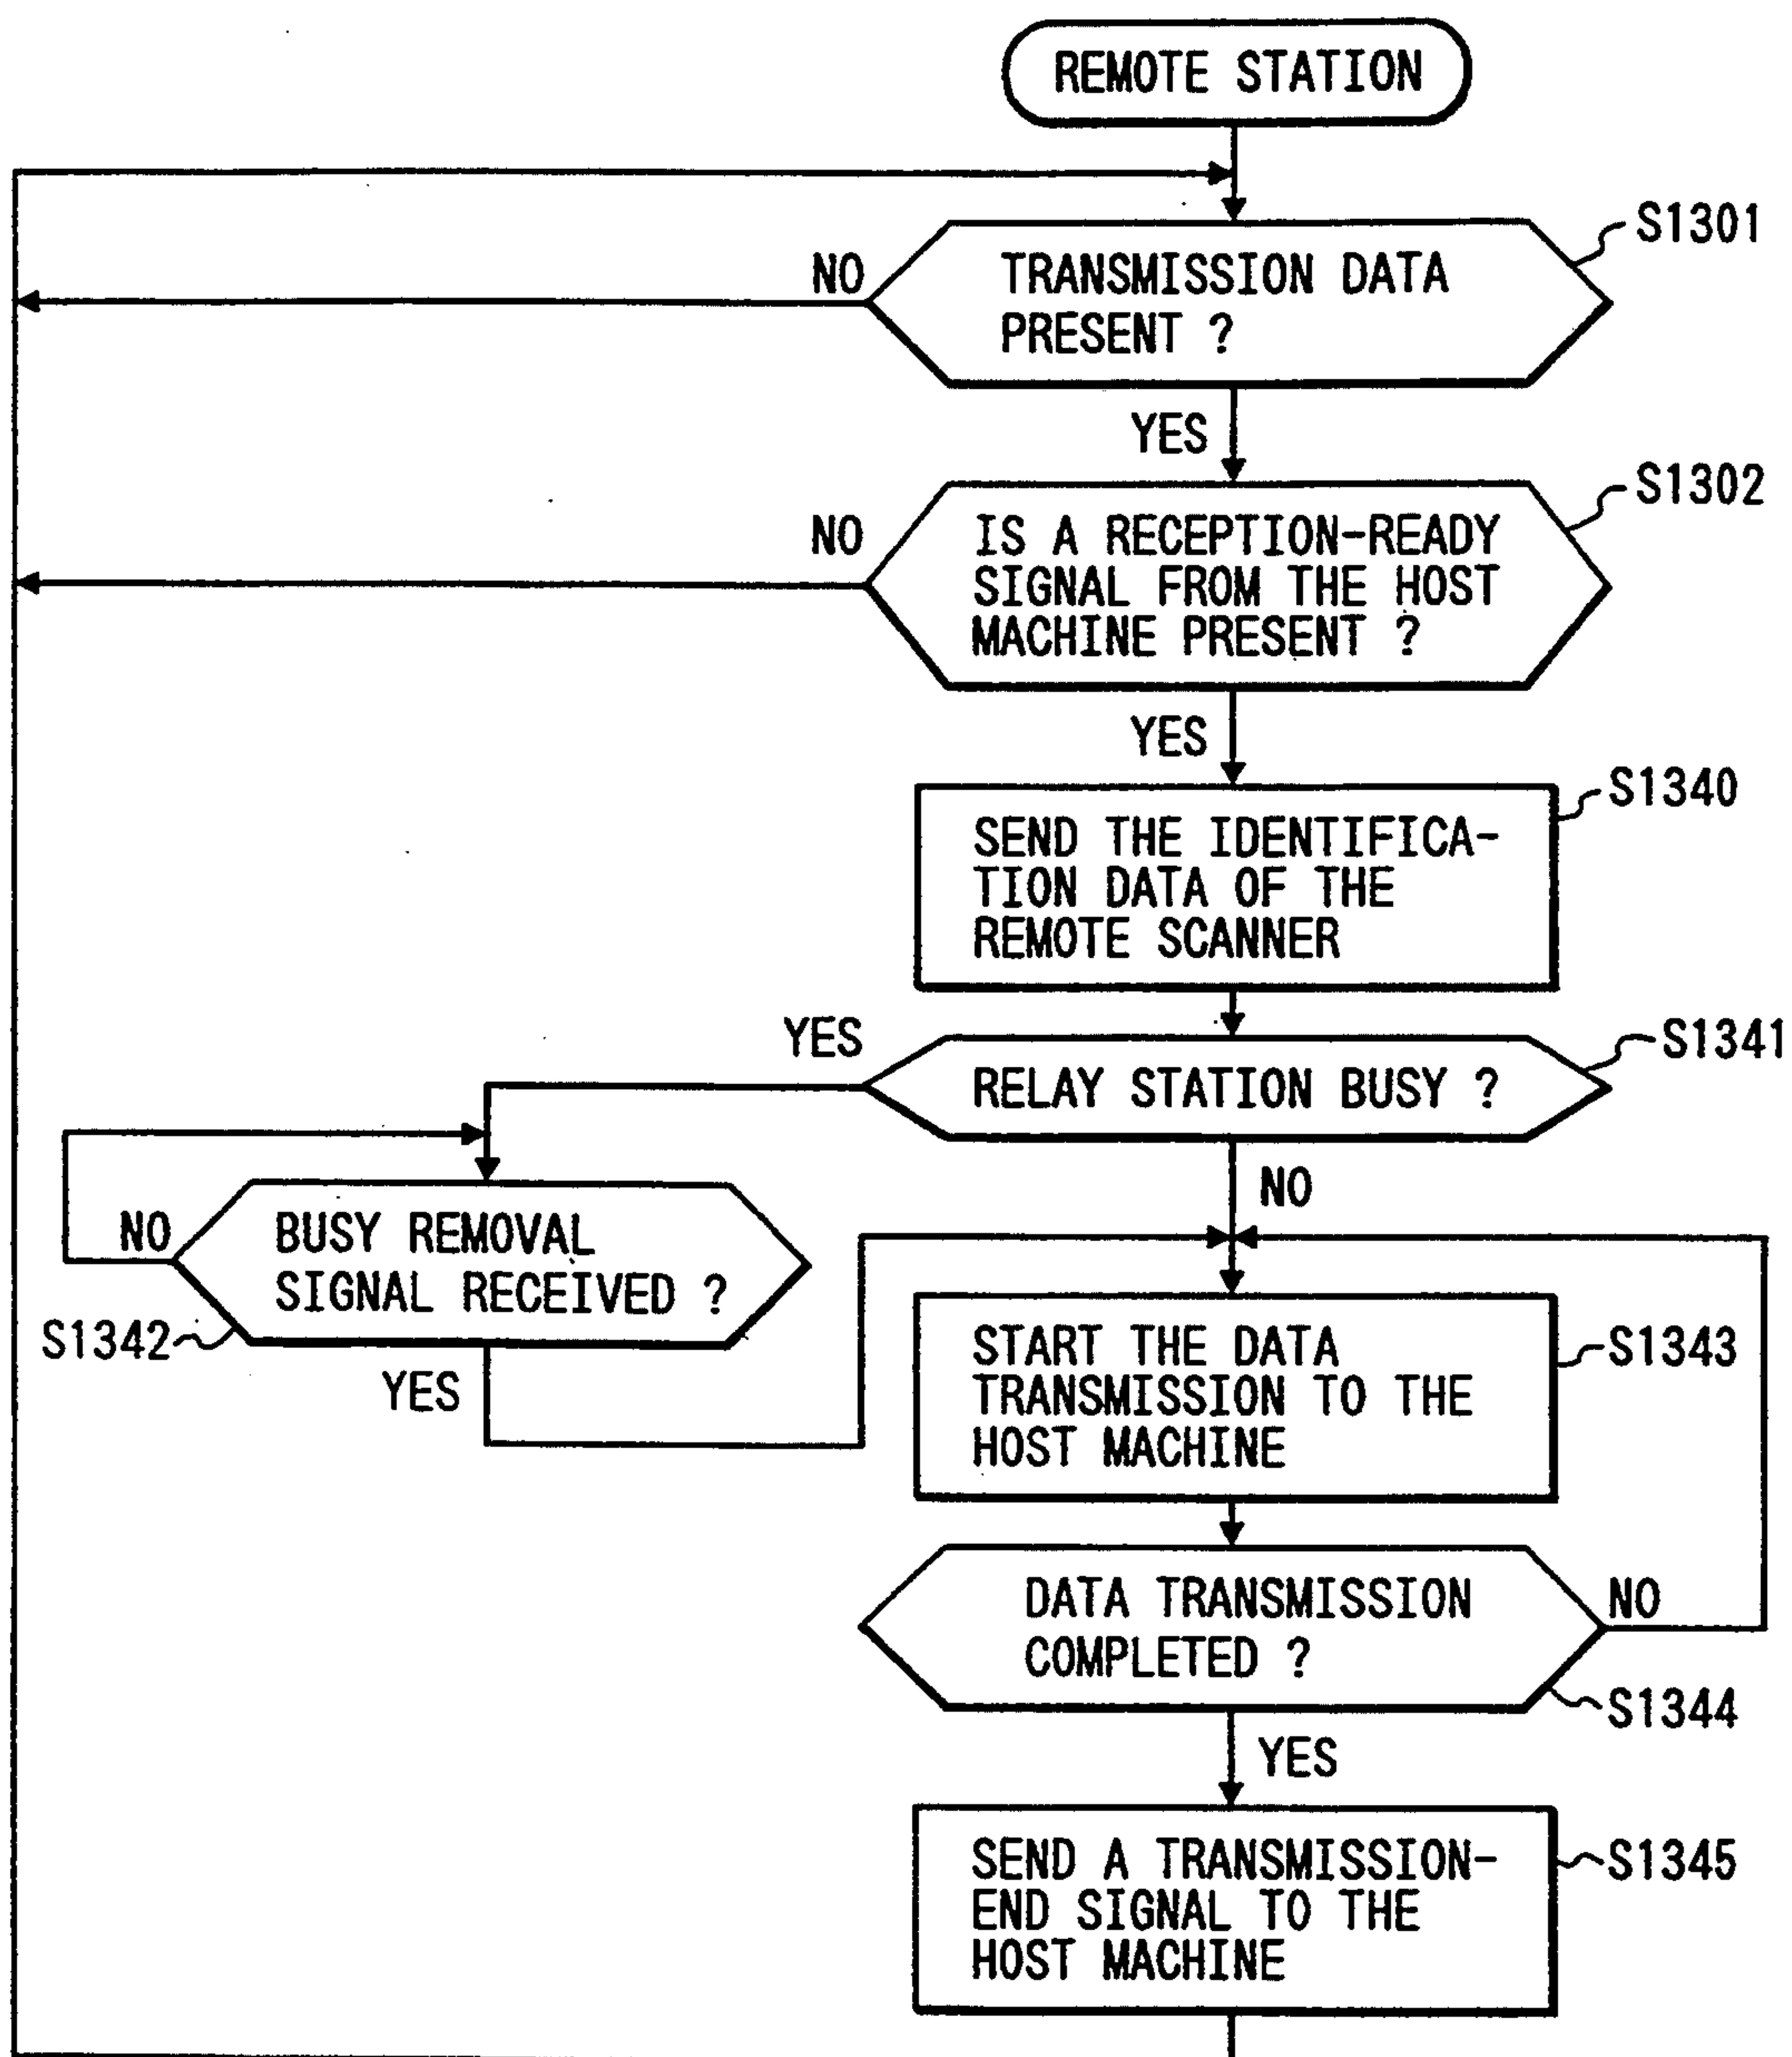 REMOTE STATION
S1301
NO
TRANSMISSION DATA
PRESENT ?
YES
S1302
NO
IS A RECEPTION-READY
SIGNAL FROM THE HOST
MACHINE PRESENT ?
YES
S1340
SEND THE IDENTIFICA-
TION DATA OF THE
REMOTE SCANNER
YES
S1341
RELAY STATION BUSY ?
NO
NO
BUSY REMOVAL
SIGNAL RECEIVED ?
S1342
YES
S1343
START THE DATA
TRANSMISSION TO THE
HOST MACHINE
DATA TRANSMISSION
COMPLETED ?
NO
S1344
YES
S1345
SEND A TRANSMISSION-
END SIGNAL TO THE
HOST MACHINE